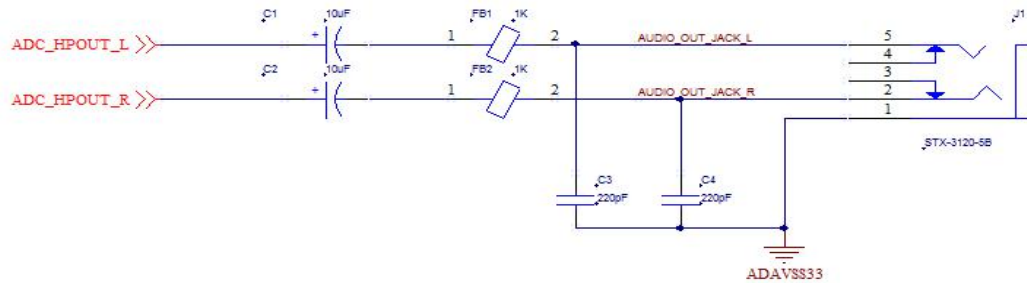 C1 10uF FB1 1K J1
ADC_HPOUT_L + 1 2 AUDIO_OUT_JACK_L 5
4
C2 10uF FB2 1K 3
ADC_HPOUT_R + 1 2 AUDIO_OUT_JACK_R 2
1
STX-3120-5B
C3 C4
220pF 220pF
ADAVSS33